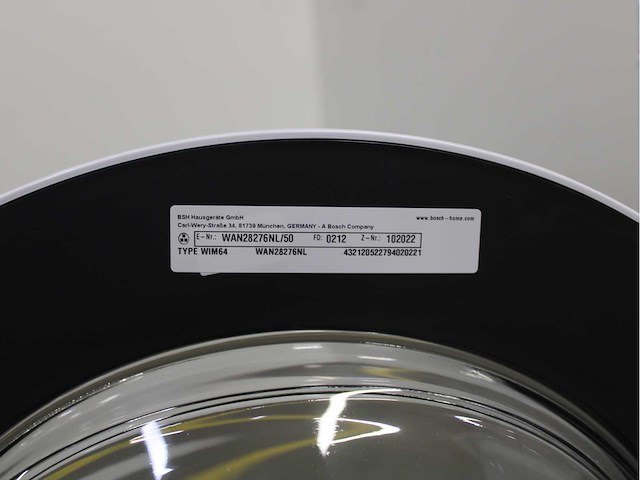 BSH Hausgeräte GmbH www.bosch-home.com
Carl-Wery-Straße 34, 81739 München, GERMANY - A Bosch Company
E-Nr.: WAN28276NL/50 FD: 0212 Z-Nr.: 102022
TYPE WIM64 WAN28276NL 432120522794020221